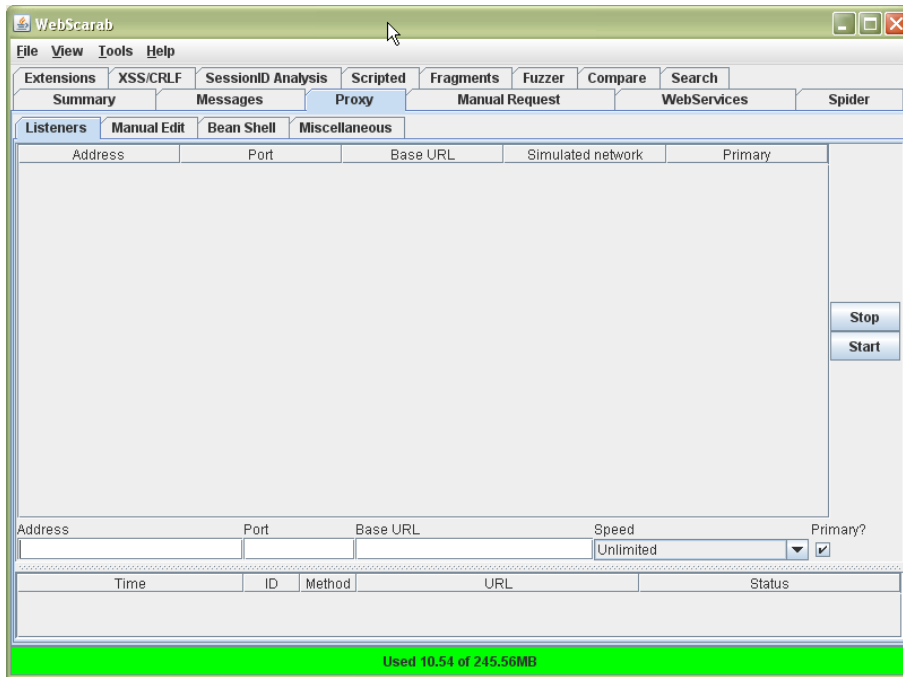 WebScarab
File View Tools Help
Extensions XSS/CRLF SessionID Analysis Scripted Fragments Fuzzer Compare Search
Summary Messages Proxy Manual Request WebServices Spider
Listeners Manual Edit Bean Shell Miscellaneous
Address Port Base URL Simulated network Primary
Stop
Start
Address Port Base URL Speed Primary?
Unlimited
Time ID Method URL Status
Used 10.54 of 245.56MB